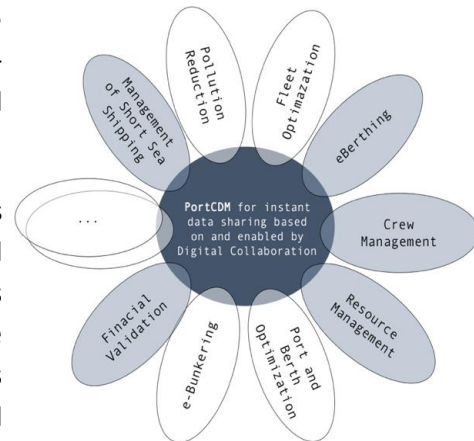 Pollution
Reduction
Fleet
Optimazation
Management
of Short Sea
Shipping
eBerthing
PortCDM for instant
data sharing based
on and enabled by
Digital Collaboration
...
Crew
Management
Finacial
Validation
Resource
Management
e-Bunkering
Port and
Berth
Optimization